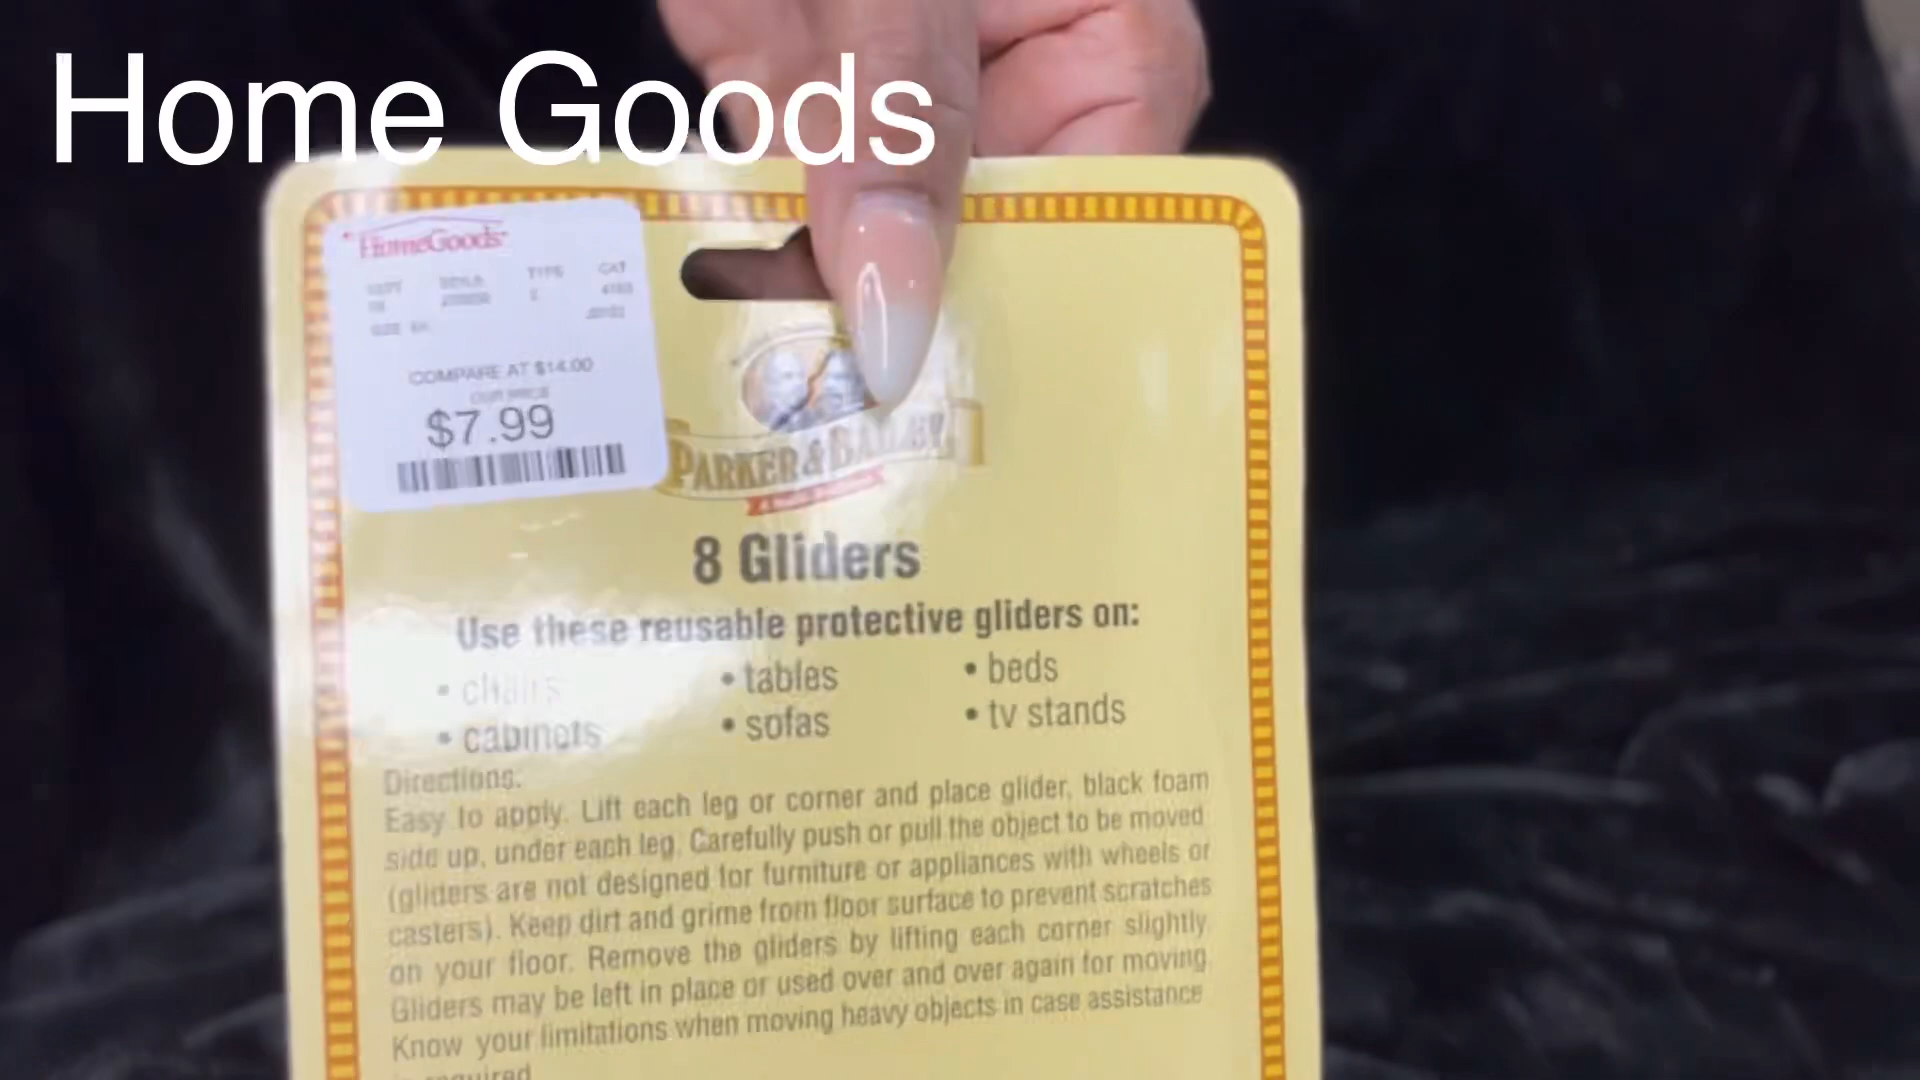 Home Goods
HomeGoods
TYPE CAT
COMPARE AT $14.00
OUR PRICE
$7.99
PARKER & BAILEY
8 Gliders
Use these reusable protective gliders on:
• chairs • tables • beds
• cabinets • sofas • tv stands
Directions:
Easy to apply. Lift each leg or corner and place glider, black foam
side up, under each leg. Carefully push or pull the object to be moved
(gliders are not designed for furniture or appliances with wheels or
casters). Keep dirt and grime from floor surface to prevent scratches
on your floor. Remove the gliders by lifting each corner slightly.
Gliders may be left in place or used over and over again for moving.
Know your limitations when moving heavy objects in case assistance
required